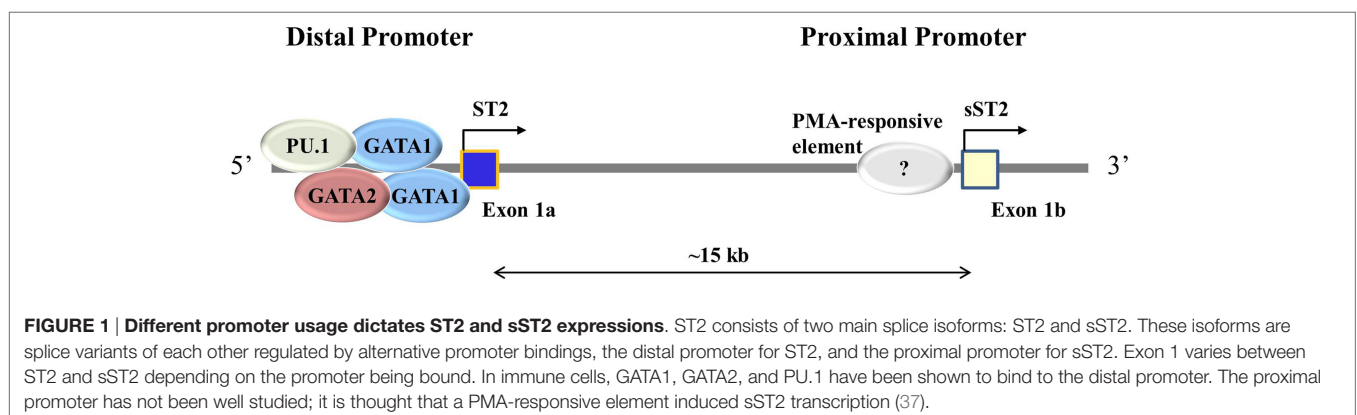 Distal Promoter Proximal Promoter
ST2 sST2
PMA-responsive
element
PU.1 GATA1
5’ ? 3’
GATA2 GATA1
Exon 1a Exon 1b
~15 kb
FIGURE 1 | Different promoter usage dictates ST2 and sST2 expressions. ST2 consists of two main splice isoforms: ST2 and sST2. These isoforms are
splice variants of each other regulated by alternative promoter bindings, the distal promoter for ST2, and the proximal promoter for sST2. Exon 1 varies between
ST2 and sST2 depending on the promoter being bound. In immune cells, GATA1, GATA2, and PU.1 have been shown to bind to the distal promoter. The proximal
promoter has not been well studied; it is thought that a PMA-responsive element induced sST2 transcription (37).